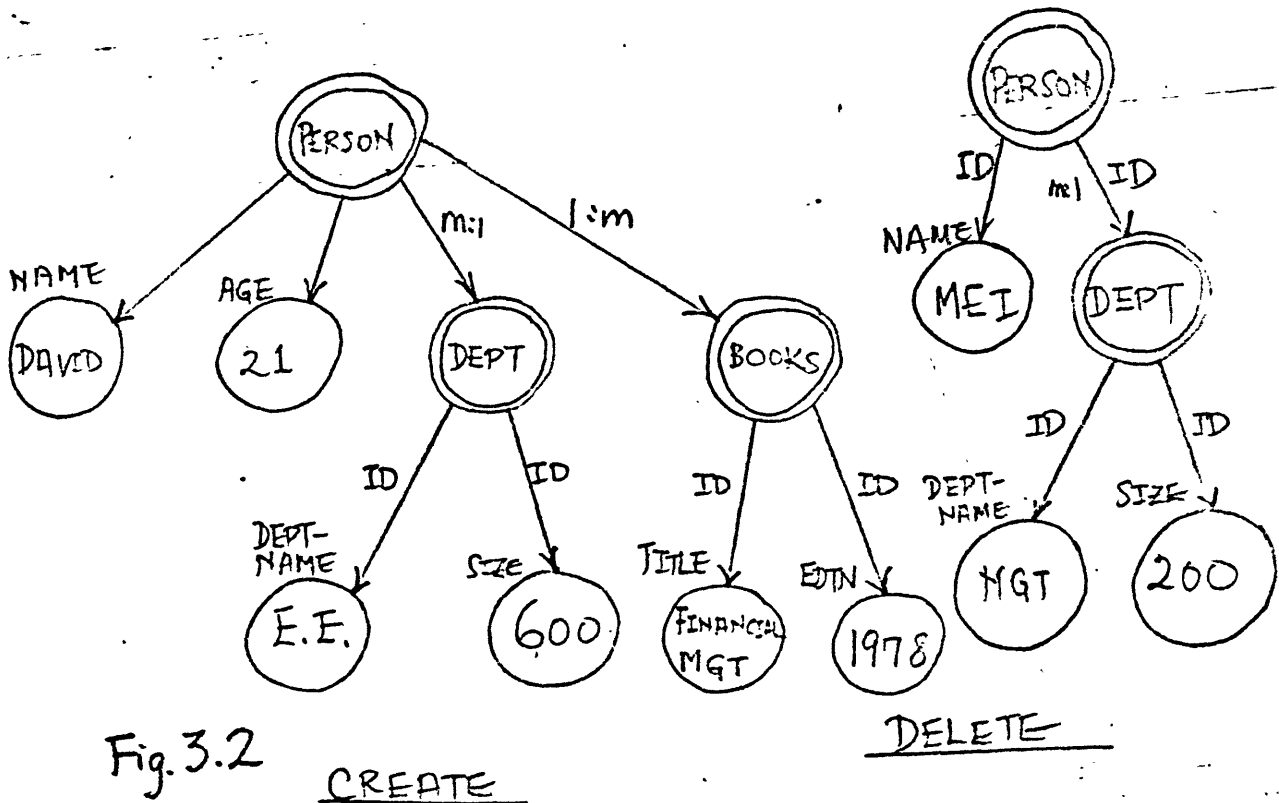 PERSON
m:1
1:m
NAME
DAVID
AGE
21
DEPT
BOOKS
ID
ID
ID
ID
DEPT-
NAME
E.E.
SIZE
600
TITLE
FINANCIAL
MGT
EDTN
1978
Fig. 3.2
CREATE
PERSON
ID
m:1
ID
NAME
MEI
DEPT
ID
ID
DEPT-
NAME
MGT
SIZE
200
DELETE